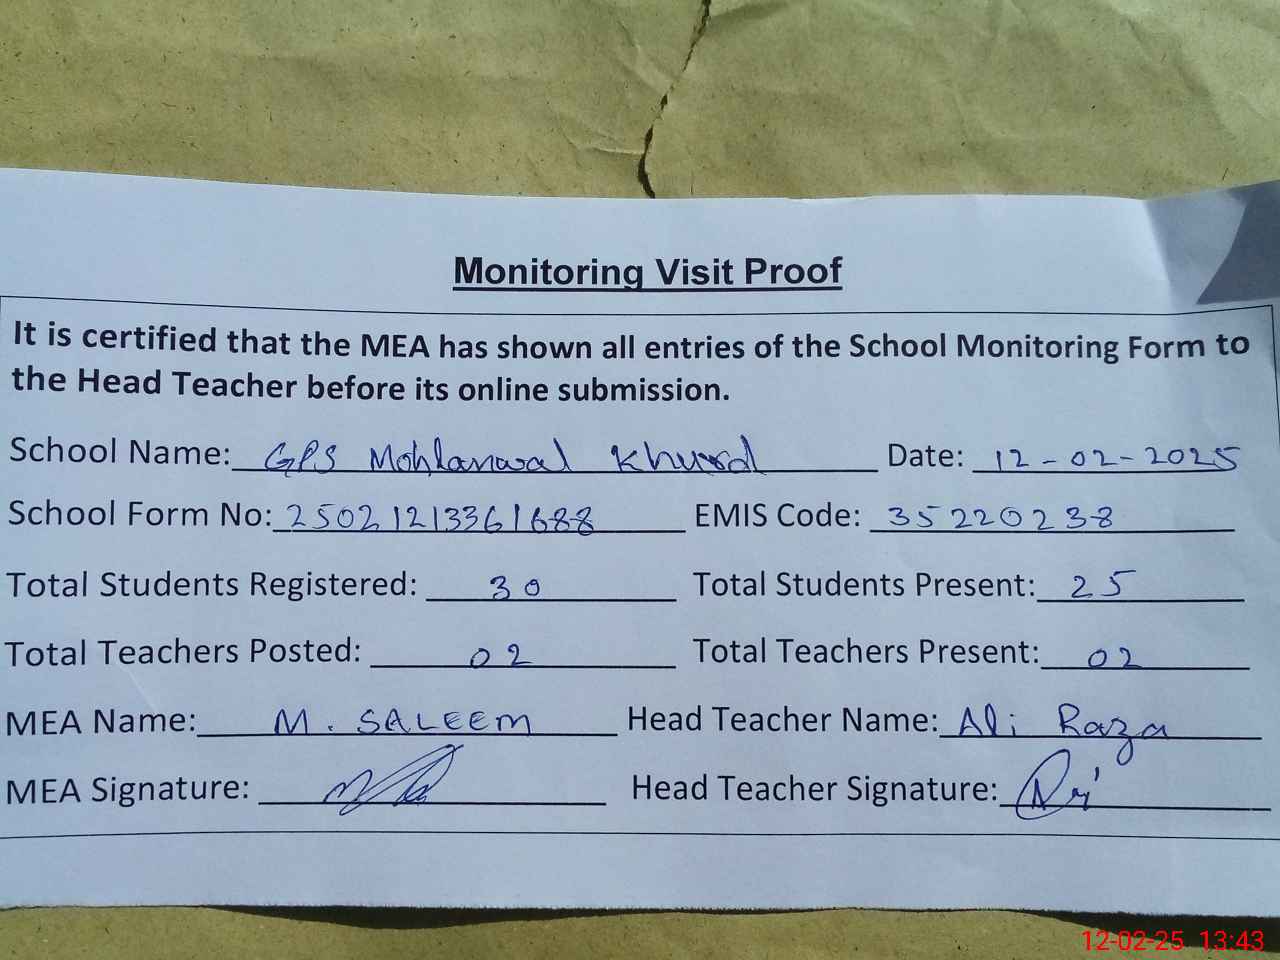 Monitoring Visit Proof
It is certified that the MEA has shown all entries of the School Monitoring Form to
the Head Teacher before its online submission.
School Name: GPS Mohlanwal Khurd Date: 12-02-2025
School Form No: 25021213361688 EMIS Code: 35220238
Total Students Registered: 30 Total Students Present: 25
Total Teachers Posted: 02 Total Teachers Present: 02
MEA Name: M. SALEEM Head Teacher Name: Ali Raza
MEA Signature: Head Teacher Signature:
12-02-25 13:43